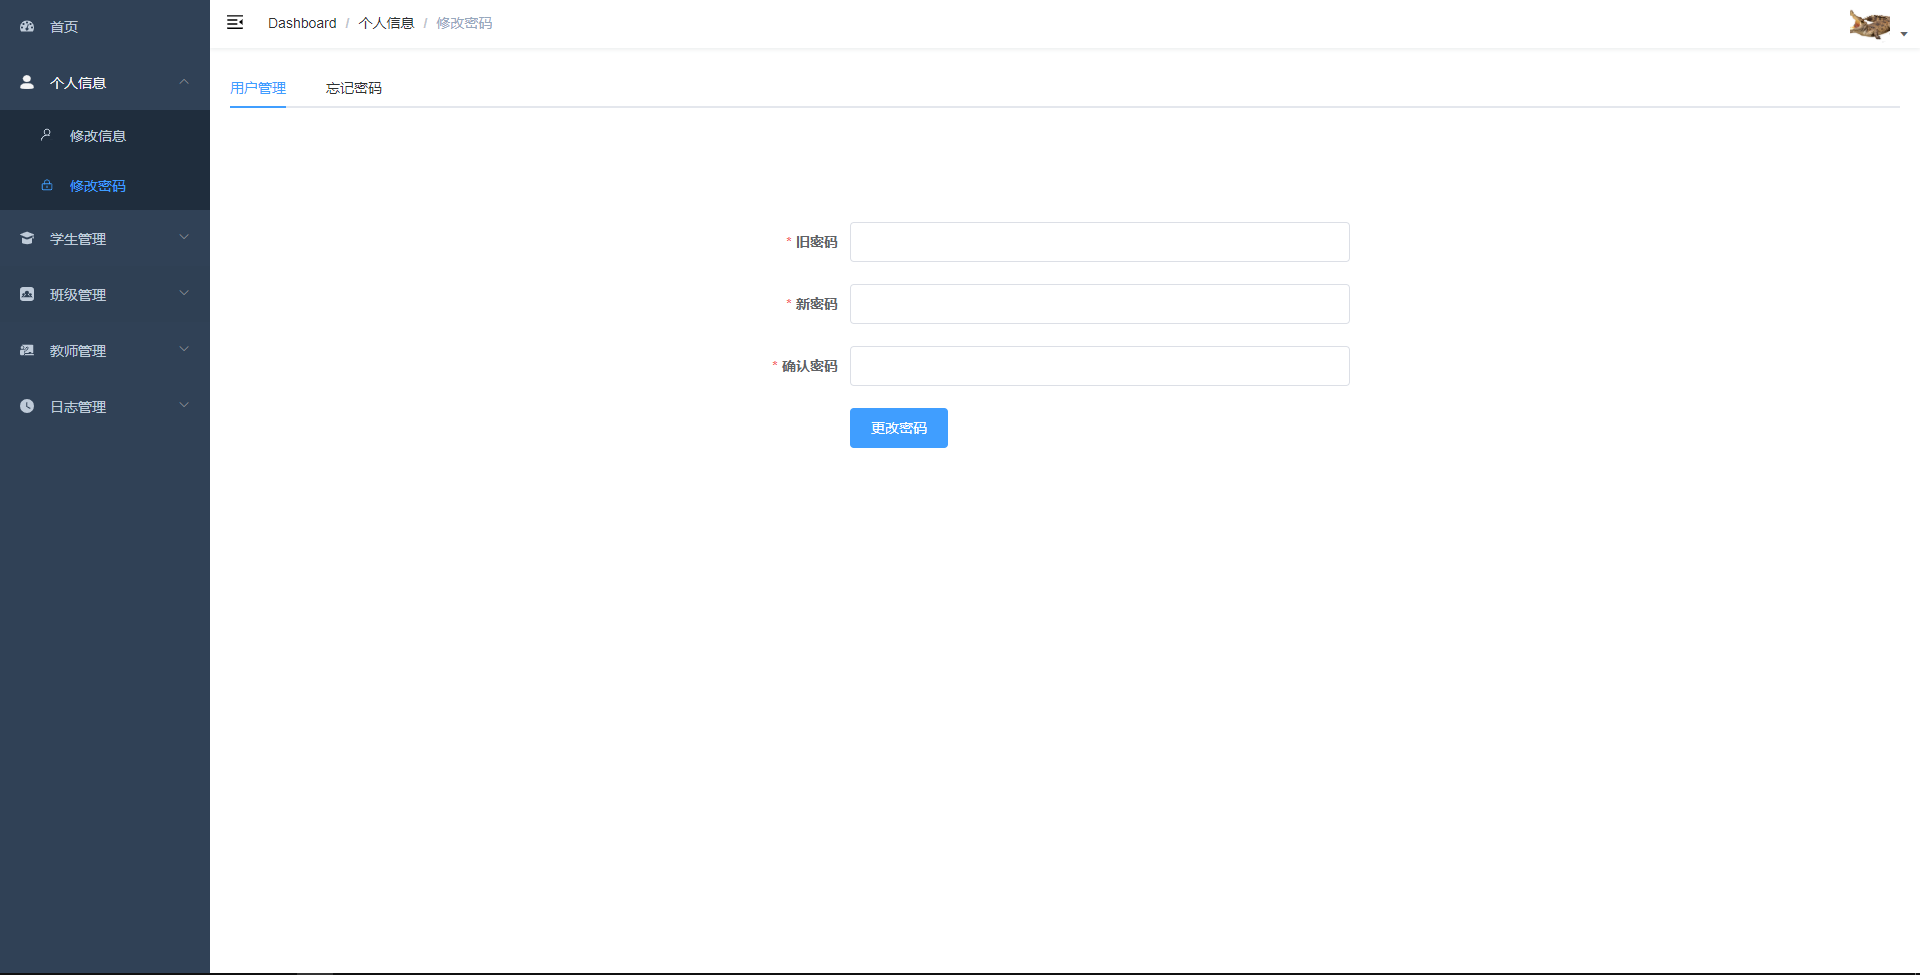 首页
个人信息
修改信息
修改密码
学生管理
班级管理
教师管理
日志管理
Dashboard / 个人信息 / 修改密码
用户管理 忘记密码
* 旧密码
* 新密码
* 确认密码
更改密码